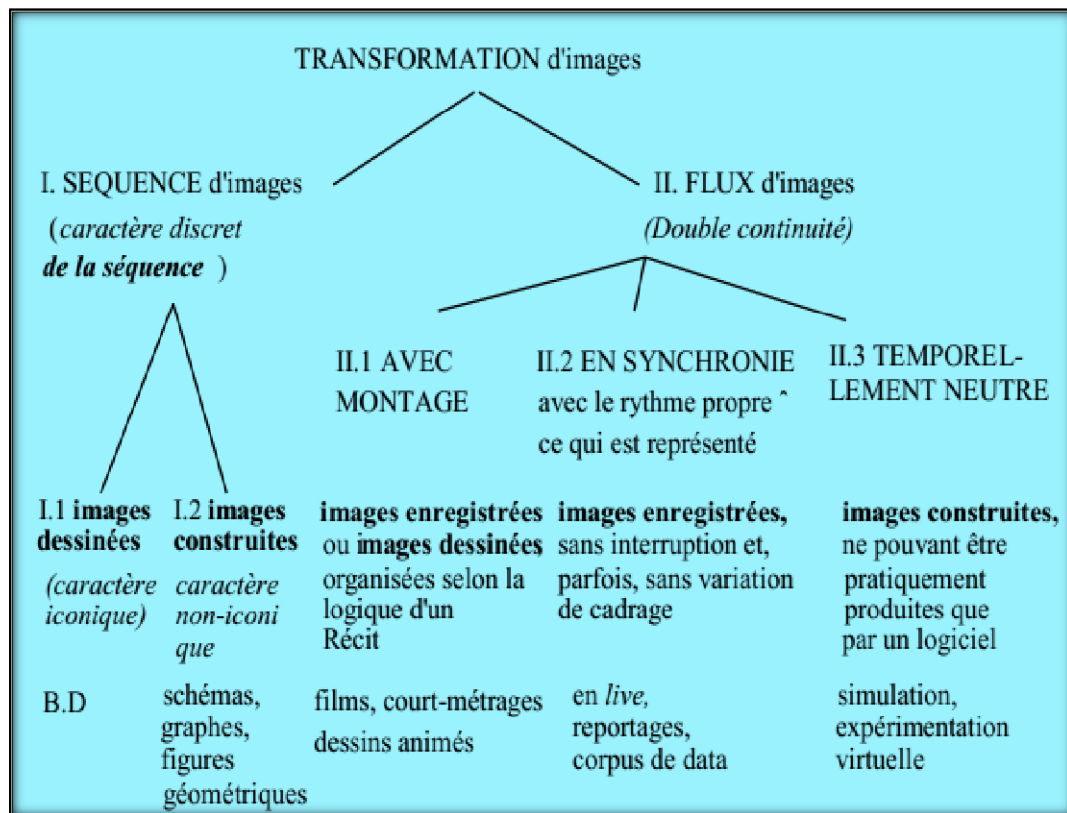 TRANSFORMATION d'images
I. SEQUENCE d'images
(caractère discret
de la séquence )
II. FLUX d'images
(Double continuité)
II.1 AVEC
MONTAGE
II.2 EN SYNCHRONIE
avec le rythme propre ˆ
ce qui est représenté
II.3 TEMPOREL-
LEMENT NEUTRE
I.1 images
dessinées
(caractère
iconique)
I.2 images
construites
caractère
non-iconi
que
images enregistrées
ou images dessinées
organisées selon la
logique d'un
Récit
images enregistrées,
sans interruption et,
parfois, sans variation
de cadrage
images construites,
ne pouvant être
pratiquement
produites que
par un logiciel
B.D
schémas,
graphes,
figures
géométriques
films, court-métrages
dessins animés
en live,
reportages,
corpus de data
simulation,
expérimentation
virtuelle